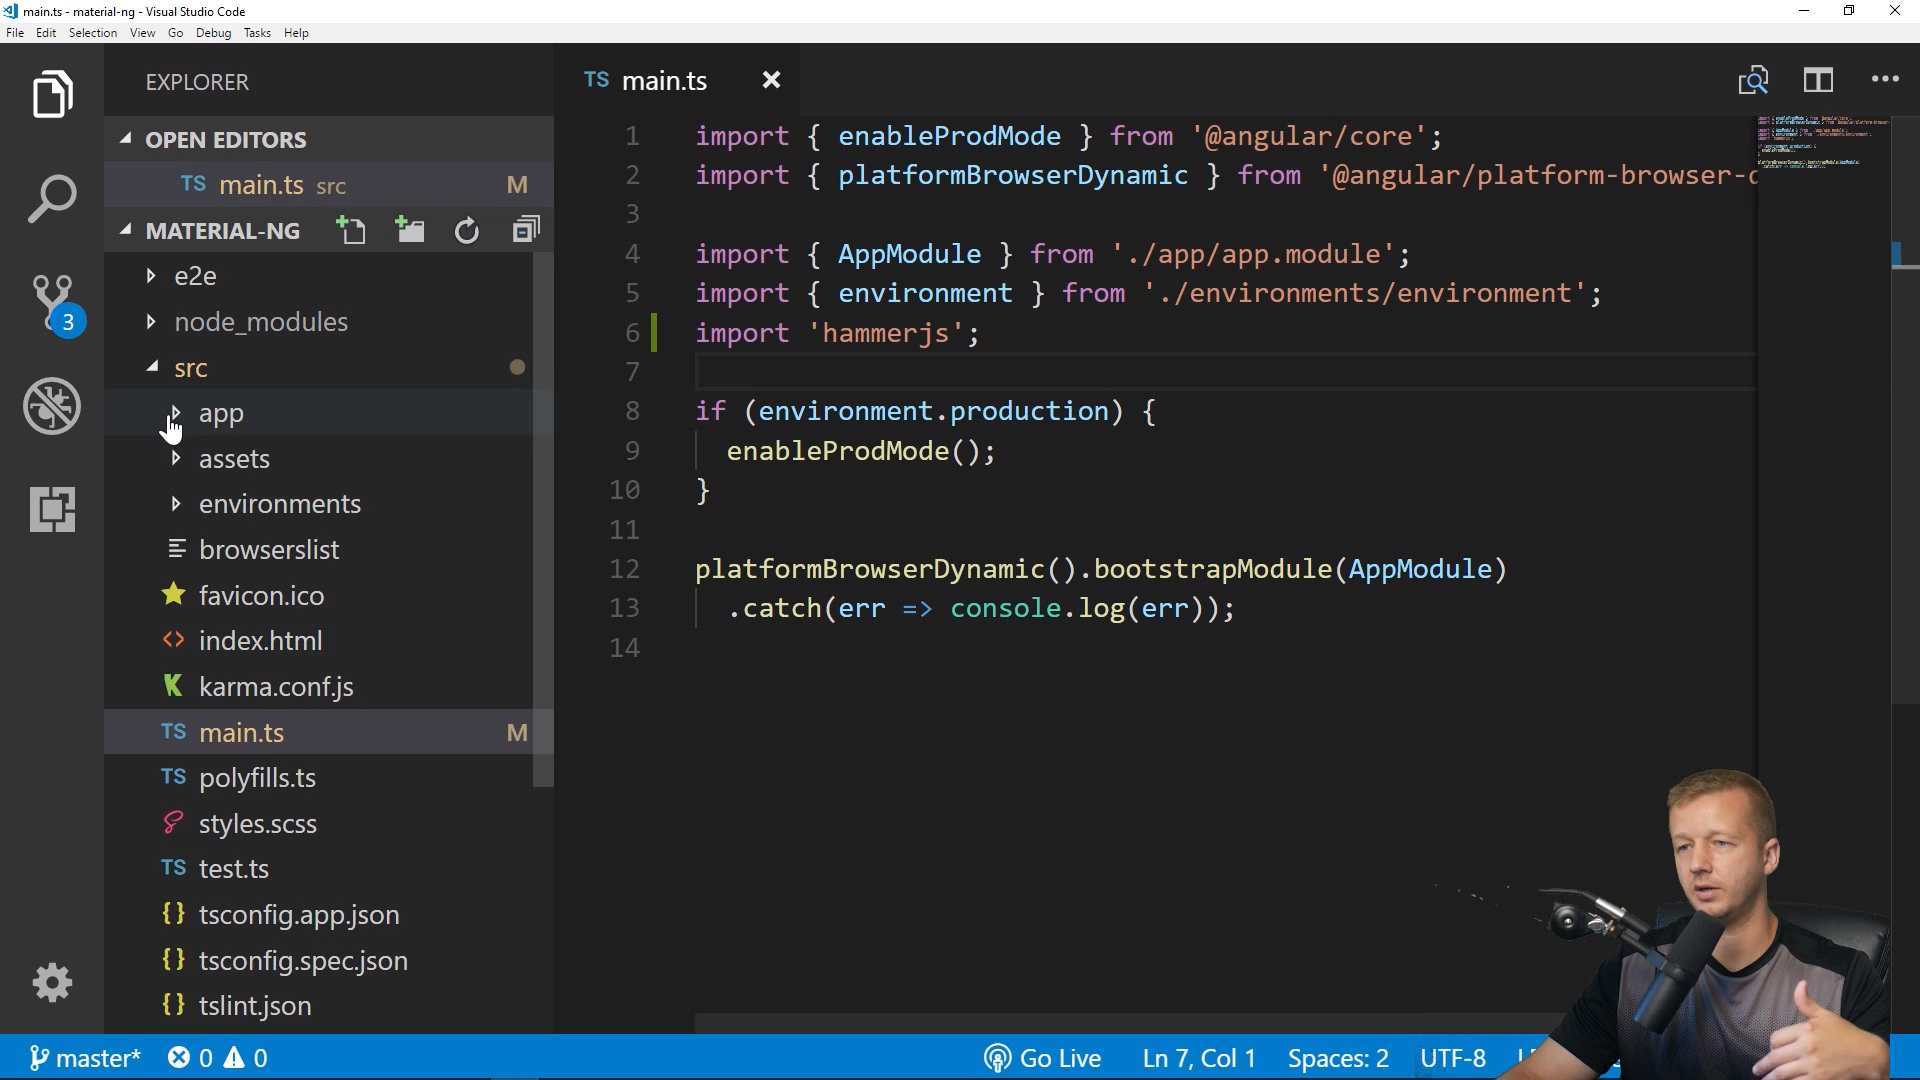 main.ts - material-ng - Visual Studio Code
File Edit Selection View Go Debug Tasks Help
EXPLORER
OPEN EDITORS
TS main.ts src M
MATERIAL-NG
e2e
node_modules
src
app
assets
environments
browserslist
favicon.ico
index.html
karma.conf.js
TS main.ts M
TS polyfills.ts
styles.scss
TS test.ts
{} tsconfig.app.json
{} tsconfig.spec.json
{} tslint.json
3
TS main.ts
1 import { enableProdMode } from '@angular/core';
2 import { platformBrowserDynamic } from '@angular/platform-browser-d
3
4 import { AppModule } from './app/app.module';
5 import { environment } from './environments/environment';
6 import 'hammerjs';
7
8 if (environment.production) {
9 enableProdMode();
10 }
11
12 platformBrowserDynamic().bootstrapModule(AppModule)
13 .catch(err => console.log(err));
14
master* 0 0 Go Live Ln 7, Col 1 Spaces: 2 UTF-8